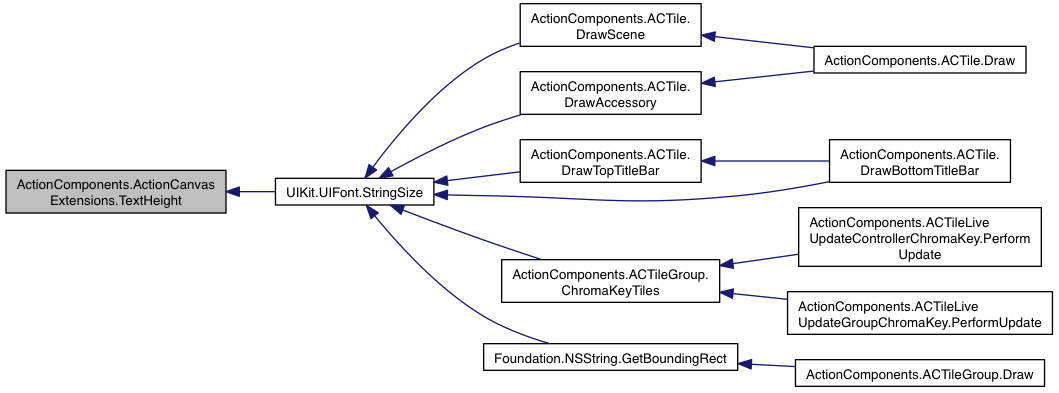 ActionComponents.ActionCanvas
Extensions.TextHeight
UIKit.UIFont.StringSize
ActionComponents.ACTile.
DrawScene
ActionComponents.ACTile.
DrawAccessory
ActionComponents.ACTile.
DrawTopTitleBar
ActionComponents.ACTileGroup.
ChromaKeyTiles
Foundation.NSString.GetBoundingRect
ActionComponents.ACTile.Draw
ActionComponents.ACTile.
DrawBottomTitleBar
ActionComponents.ACTileLive
UpdateControllerChromaKey.Perform
Update
ActionComponents.ACTileLive
UpdateGroupChromaKey.PerformUpdate
ActionComponents.ACTileGroup.Draw